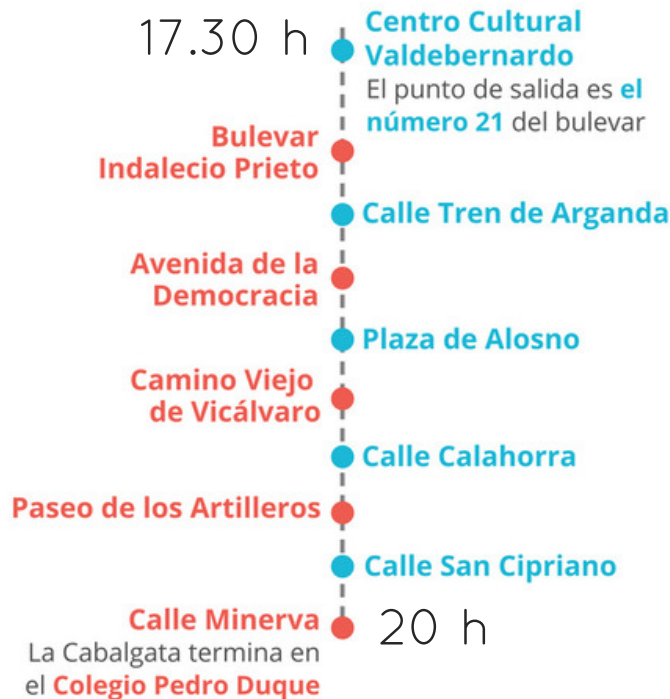 17.30 h
Centro Cultural
Valdebernardo
El punto de salida es el
número 21 del bulevar
Bulevar
Indalecio Prieto
Calle Tren de Arganda
Avenida de la
Democracia
Plaza de Alosno
Camino Viejo
de Vicálvaro
Calle Calahorra
Paseo de los Artilleros
Calle San Cipriano
Calle Minerva
20 h
La Cabalgata termina en
el Colegio Pedro Duque